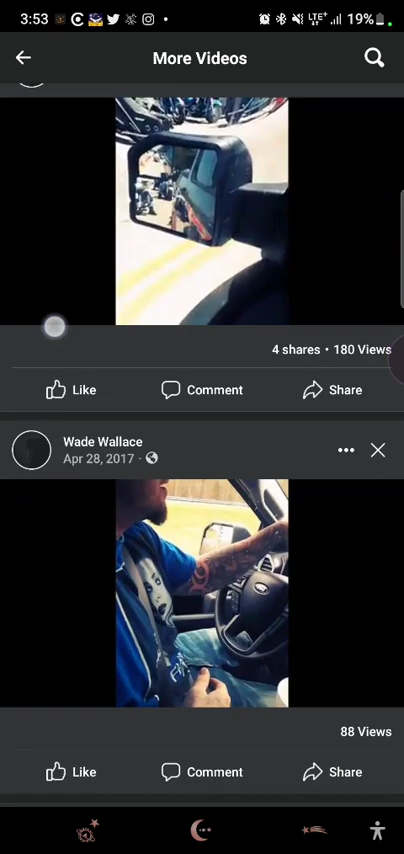 3:53
LTE+
19%
More Videos
4 shares • 180 Views
Like Comment Share
Wade Wallace
Apr 28, 2017 ·
88 Views
Like Comment Share